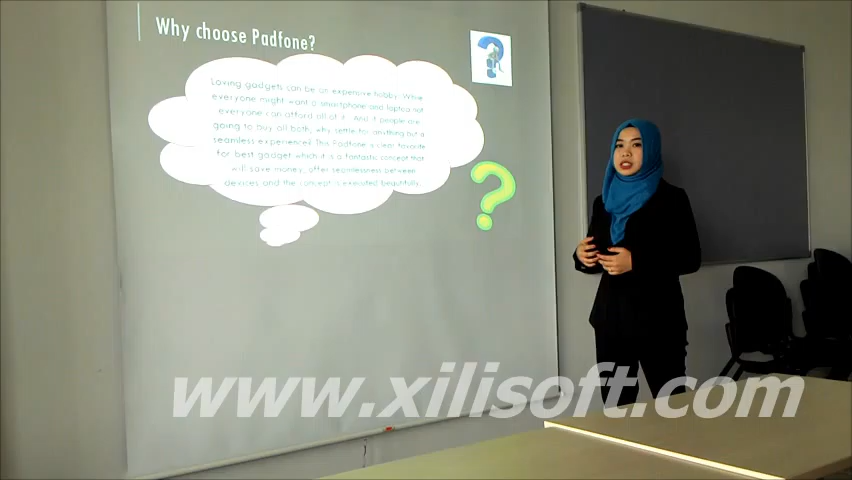 Why choose Padfone?
Loving gadgets can be an expensive hobby. While
everyone might want a smartphone and laptop, not
everyone can afford all of it. And if people are
going to buy all both, why settle for anything but a
seamless experience? This Padfone is clear favorite
for best gadget which it is a fantastic concept that
will save money, offer seamlessness between
devices and the concept is executed beautifully.
?
?
www.xilisoft.com